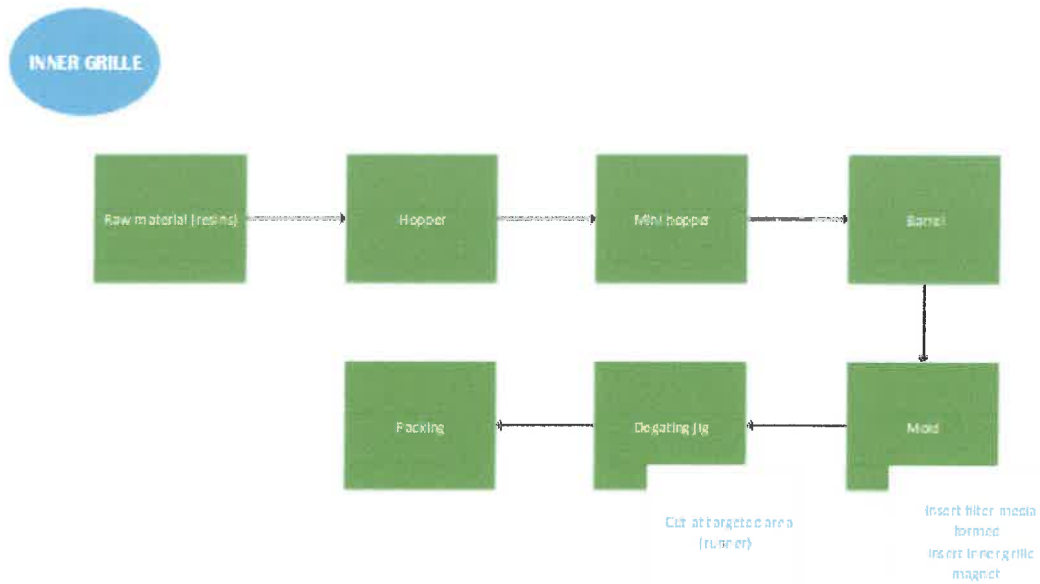 INNER GRILLE
Raw material (resins)
Hopper
Mini hopper
Barrel
Packing
Degating jig
Mold
Cut at targeted area
(runner)
Insert filter media
formed
Insert inner grille
magnet